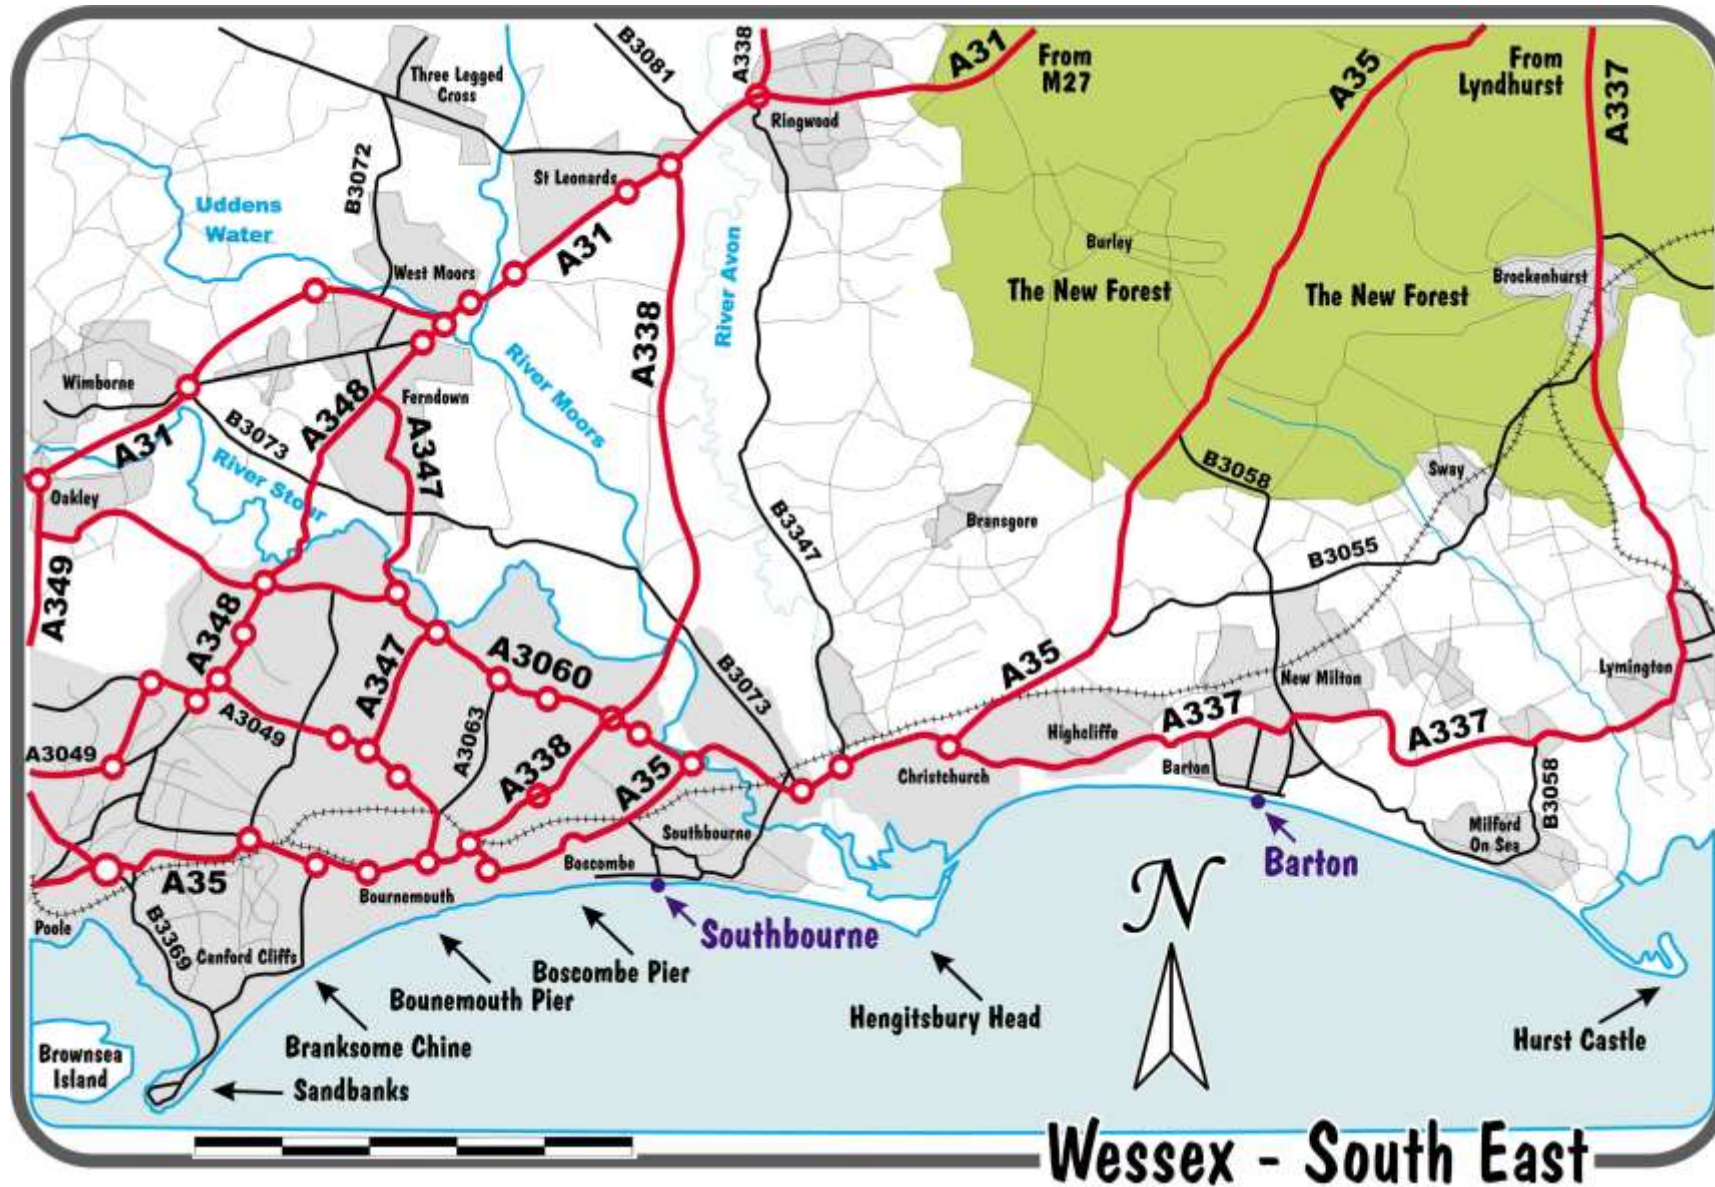 B3081
A338
A31
From
M27
A35
From
Lyndhurst
A337
Three Legged
Cross
Ringwood
B3072
St Leonards
Uddens
Water
A31
River Avon
Burley
West Moors
The New Forest
The New Forest
Brockenhurst
A338
River Moors
Wimborne
A348
Ferndown
B3073
A31
A347
River Stour
B3058
Sway
Oakley
Bransgore
B3347
B3055
A349
A348
A347
A3060
B3073
A35
New Milton
Lymington
A3049
A3049
A3063
A338
A35
Christchurch
Highcliffe
A337
A337
Barton
B3058
Milford
On Sea
Southbourne
Boscombe
Barton
A35
Bournemouth
N
Poole
B3369
Canford Cliffs
Southbourne
Boscombe Pier
Bounemouth Pier
Hengitsbury Head
Branksome Chine
Hurst Castle
Brownsea
Island
Sandbanks
Wessex - South East